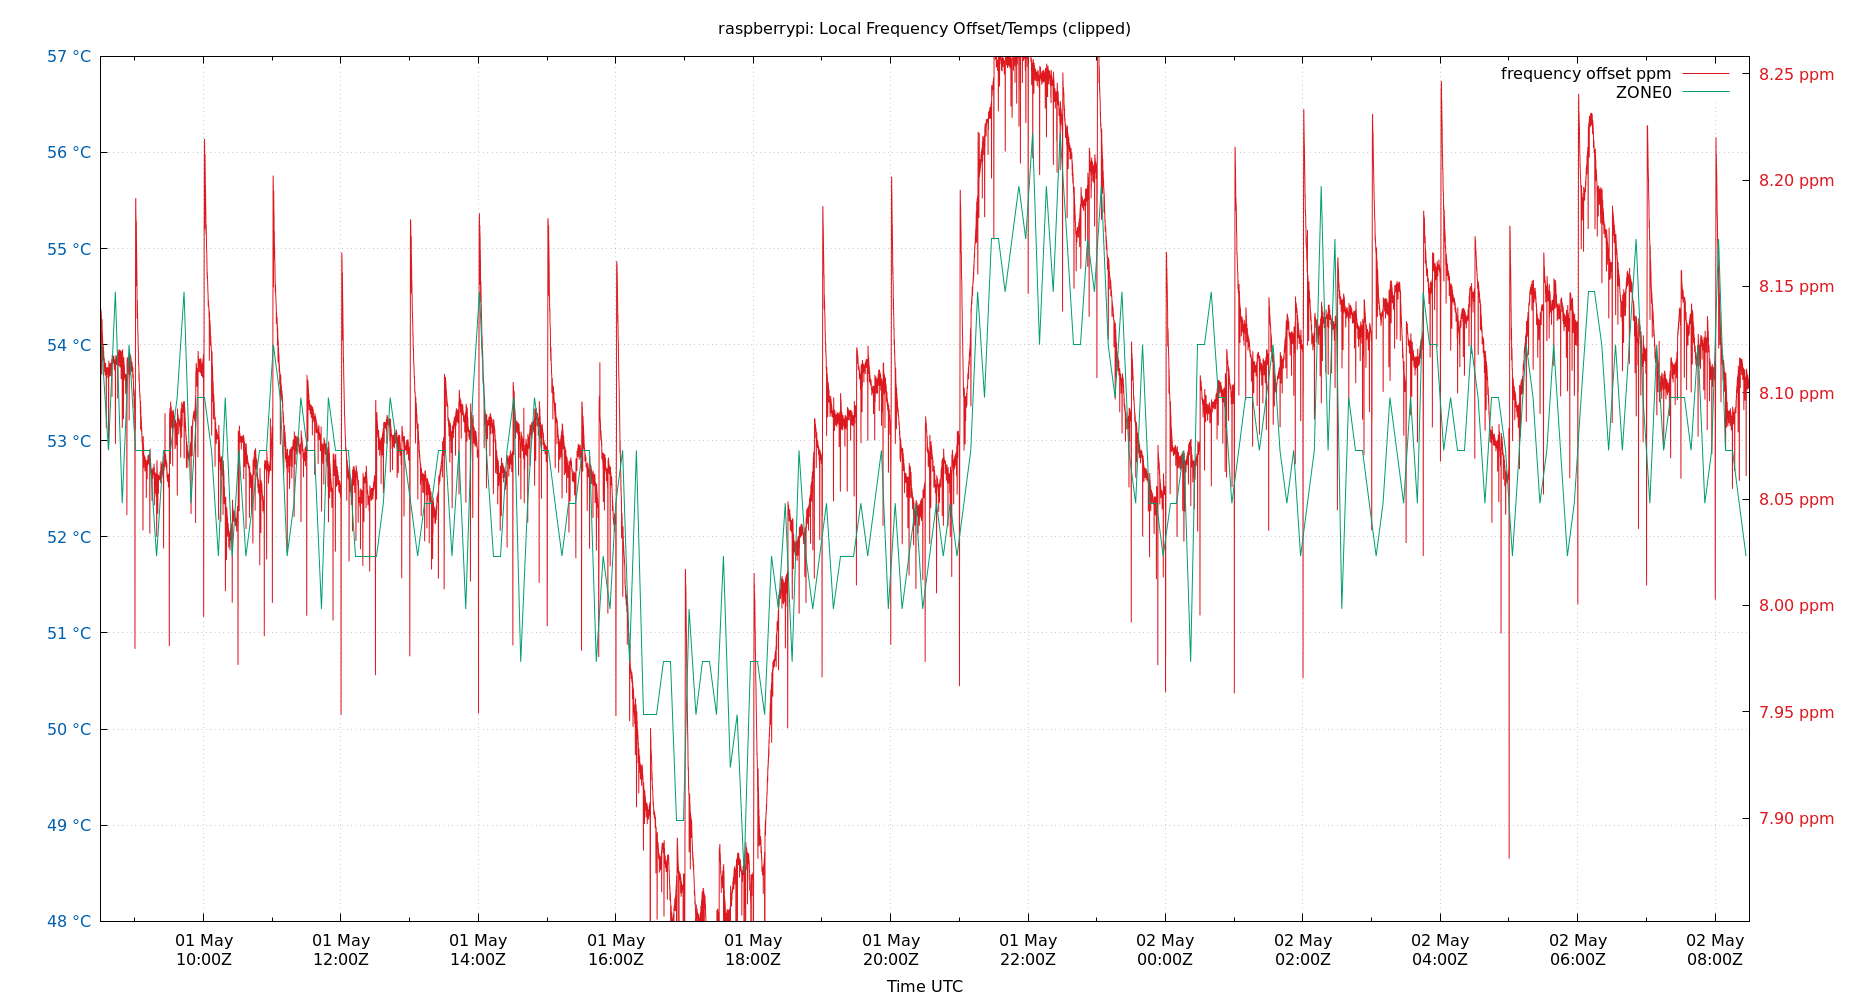 raspberrypi: Local Frequency Offset/Temps (clipped)
57 °C
56 °C
55 °C
54 °C
53 °C
52 °C
51 °C
50 °C
49 °C
48 °C
frequency offset ppm
ZONE0
8.25 ppm
8.20 ppm
8.15 ppm
8.10 ppm
8.05 ppm
8.00 ppm
7.95 ppm
7.90 ppm
01 May
10:00Z
01 May
12:00Z
01 May
14:00Z
01 May
16:00Z
01 May
18:00Z
01 May
20:00Z
01 May
22:00Z
02 May
00:00Z
02 May
02:00Z
02 May
04:00Z
02 May
06:00Z
02 May
08:00Z
Time UTC